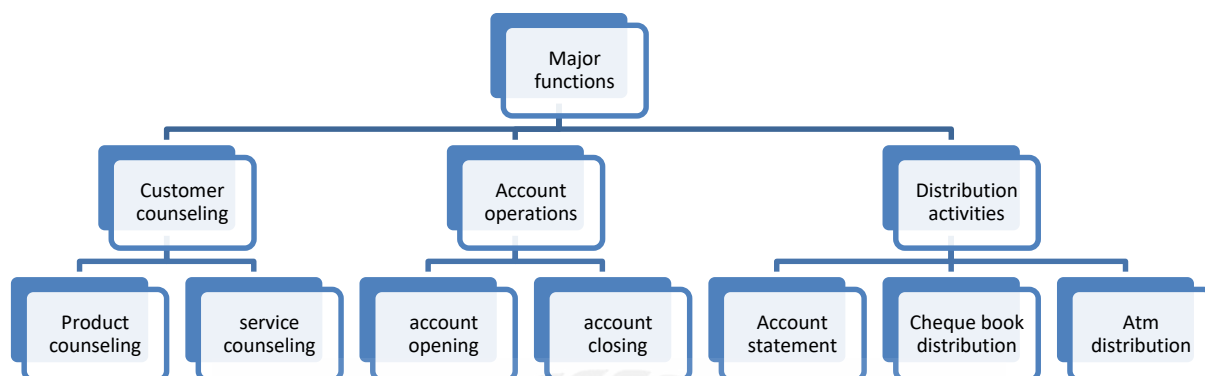 Major
functions
Customer
counseling
Account
operations
Distribution
activities
Product
counseling
service
counseling
account
opening
account
closing
Account
statement
Cheque book
distribution
Atm
distribution